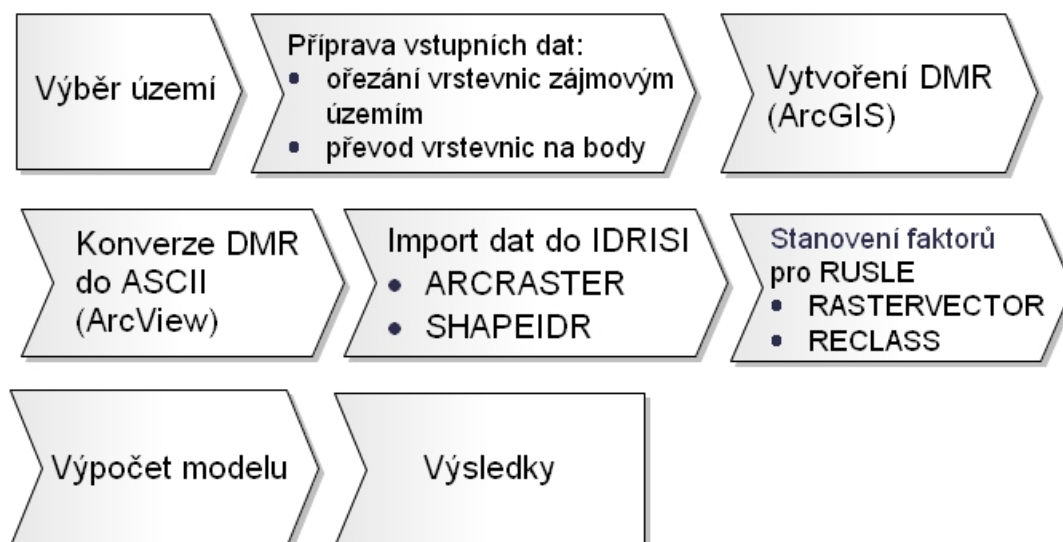 Výběr území
Příprava vstupních dat:
• ořezání vrstevnic zájmovým
území
• převod vrstevnic na body
Vytvoření DMR
(ArcGIS)
Konverze DMR
do ASCII
(ArcView)
Import dat do IDRISI
• ARCRASTER
• SHAPEIDR
Stanovení faktorů
pro RUSLE
• RASTERVECTOR
• RECLASS
Výpočet modelu
Výsledky